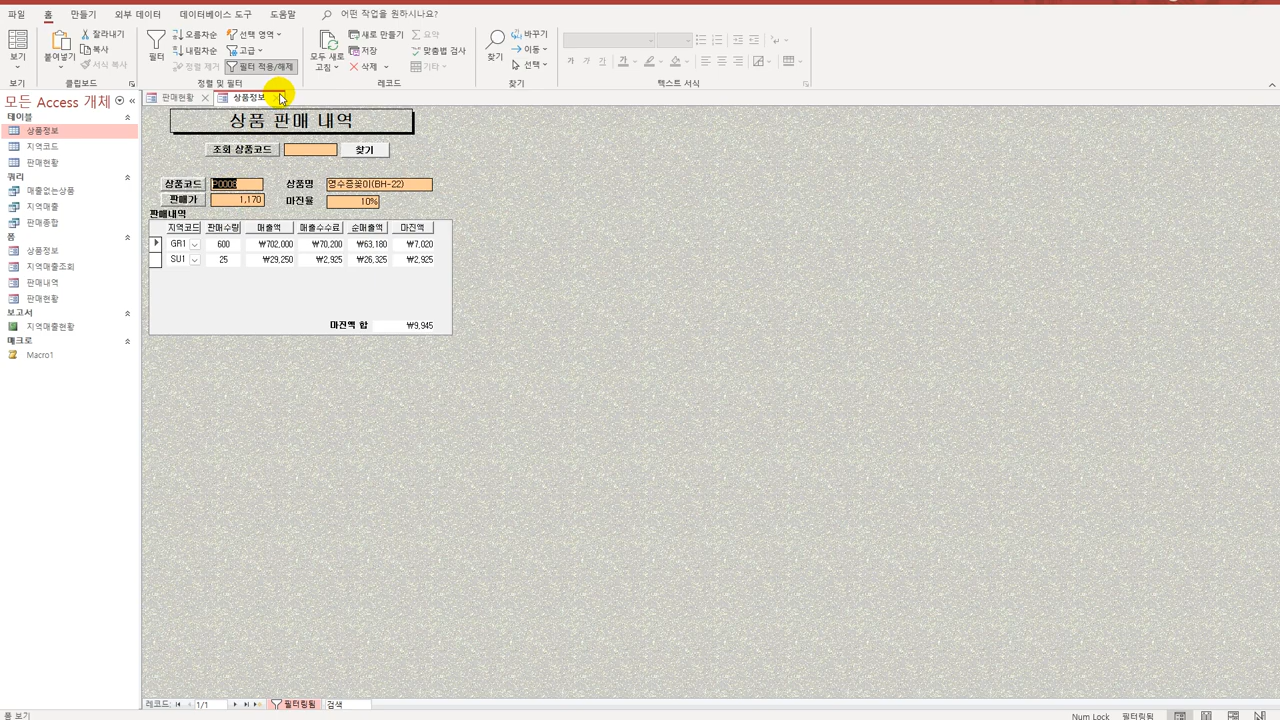 파일 홈 만들기 외부 데이터 데이터베이스 도구 도움말 어떤 작업을 원하시나요?
보기
붙여넣기
잘라내기
복사
서식 복사
클립보드
필터
오름차순
내림차순
정렬 제거
선택 영역
고급
필터 적용/해제
정렬 및 필터
모두 새로 고침
새로 만들기
저장
삭제
요약
맞춤법 검사
기타
레코드
찾기
바꾸기
이동
선택
찾기
가 가 가 가
텍스트 서식
모든 Access 개체
테이블
상품정보
지역코드
판매현황
쿼리
매출없는상품
지역매출
판매종합
폼
상품정보
지역매출조회
판매내역
판매현황
보고서
지역매출현황
매크로
Macro1
판매현황 상품정보
상품 판매 내역
조회 상품코드 찾기
상품코드 상품명
판매가 1,170 마진율 10%
판매내역
지역코드 판매수량 매출액 매출수수료 순매출액 마진액
GR1 600 ₩702,000 ₩70,200 ₩63,180 ₩7,020
SU1 25 ₩29,250 ₩2,925 ₩26,325 ₩2,925
마진액 합 ₩9,945
레코드: 1/1 필터링됨 검색
폼 보기 Num Lock 필터링됨